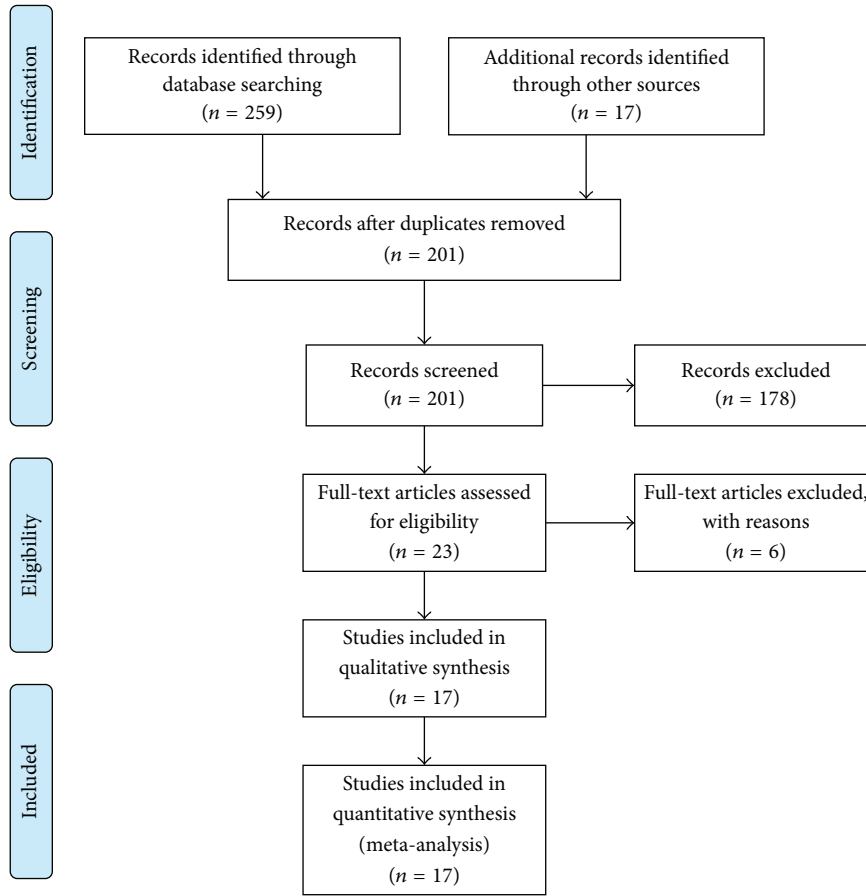 Identification
Records identified through
database searching
(n = 259)
Additional records identified
through other sources
(n = 17)
Records after duplicates removed
(n = 201)
Screening
Records screened
(n = 201)
Records excluded
(n = 178)
Eligibility
Full-text articles assessed
for eligibility
(n = 23)
Full-text articles excluded,
with reasons
(n = 6)
Studies included in
qualitative synthesis
(n = 17)
Included
Studies included in
quantitative synthesis
(meta-analysis)
(n = 17)